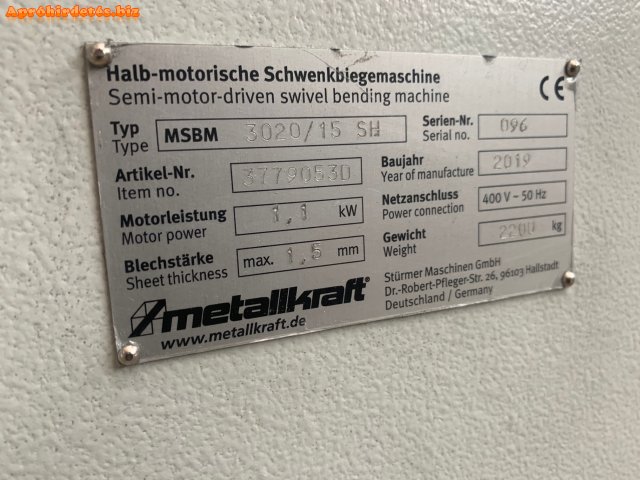 Apróhirdetés.biz
Halb-motorische Schwenkbiegemaschine
Semi-motor-driven swivel bending machine
CE
Typ
Type
MSBM 3020/15 SH
Serien-Nr.
Serial no.
096
Artikel-Nr.
Item no.
37790530
Baujahr
Year of manufacture
2019
Motorleistung
Motor power
1,1 kW
Netzanschluss
Power connection
400 V – 50 Hz
Blechstärke
Sheet thickness
max. 1,5 mm
Gewicht
Weight
2200 kg
metallkraft®
www.metallkraft.de
Stürmer Maschinen GmbH
Dr.-Robert-Pfleger-Str. 26, 96103 Hallstadt
Deutschland / Germany